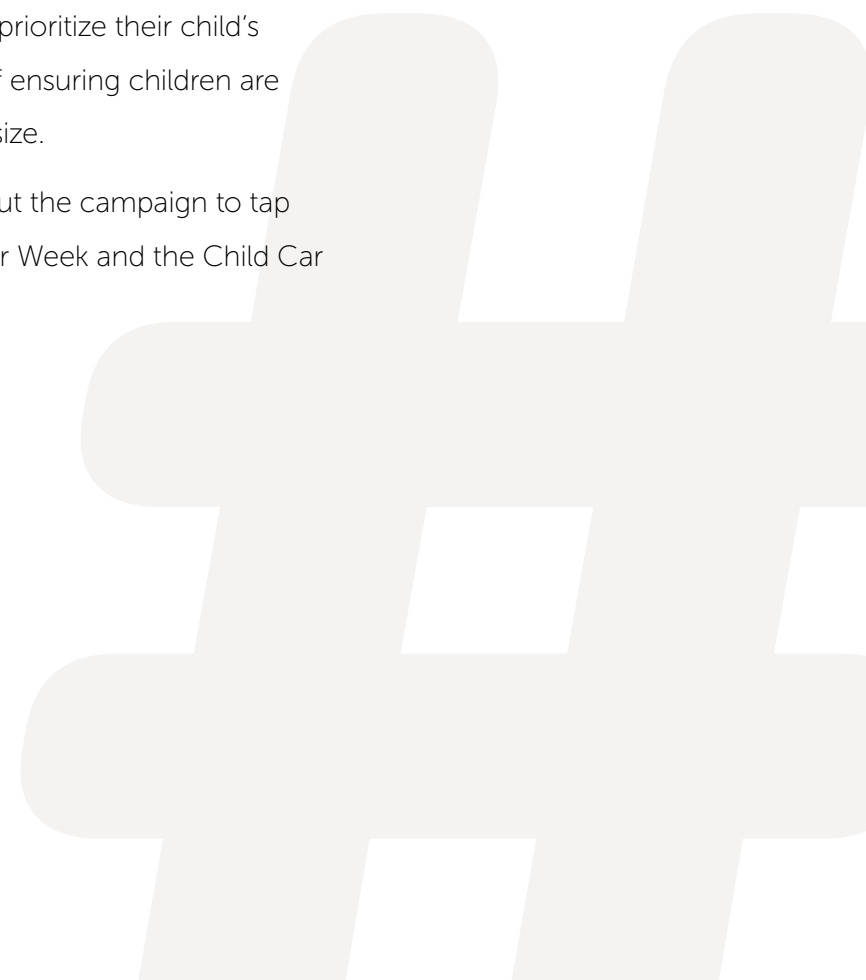 prioritize their child’s
ensuring children are
size.
ut the campaign to tap
r Week and the Child Car
#